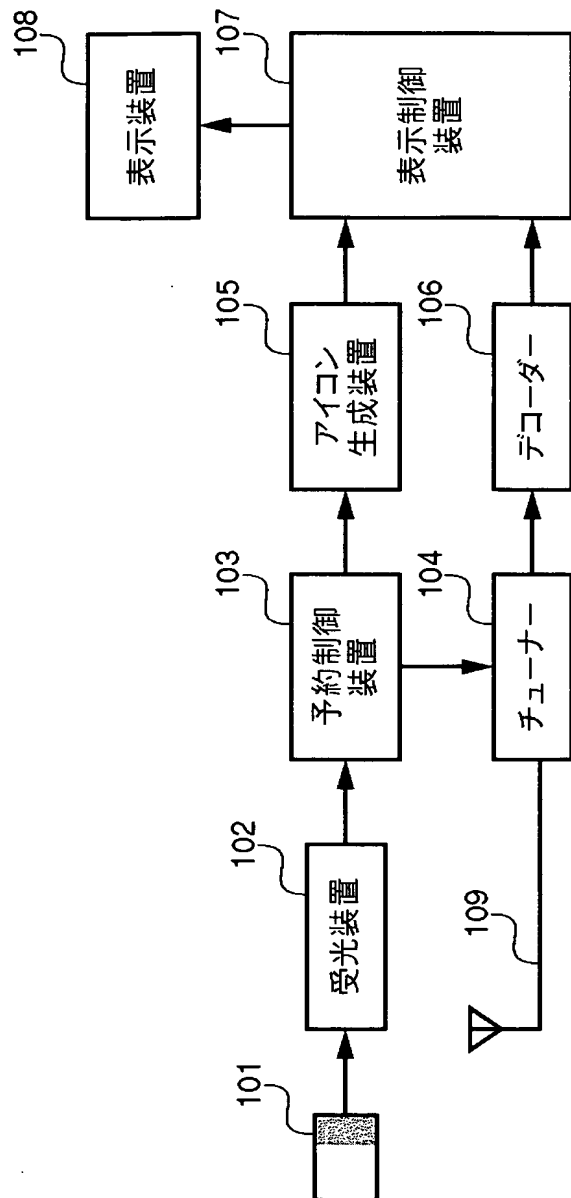 108
表示装置
107
表示制御
装置
105
アイコン
生成装置
106
デコーダー
103
予約制御
装置
104
チューナー
102
受光装置
109
101